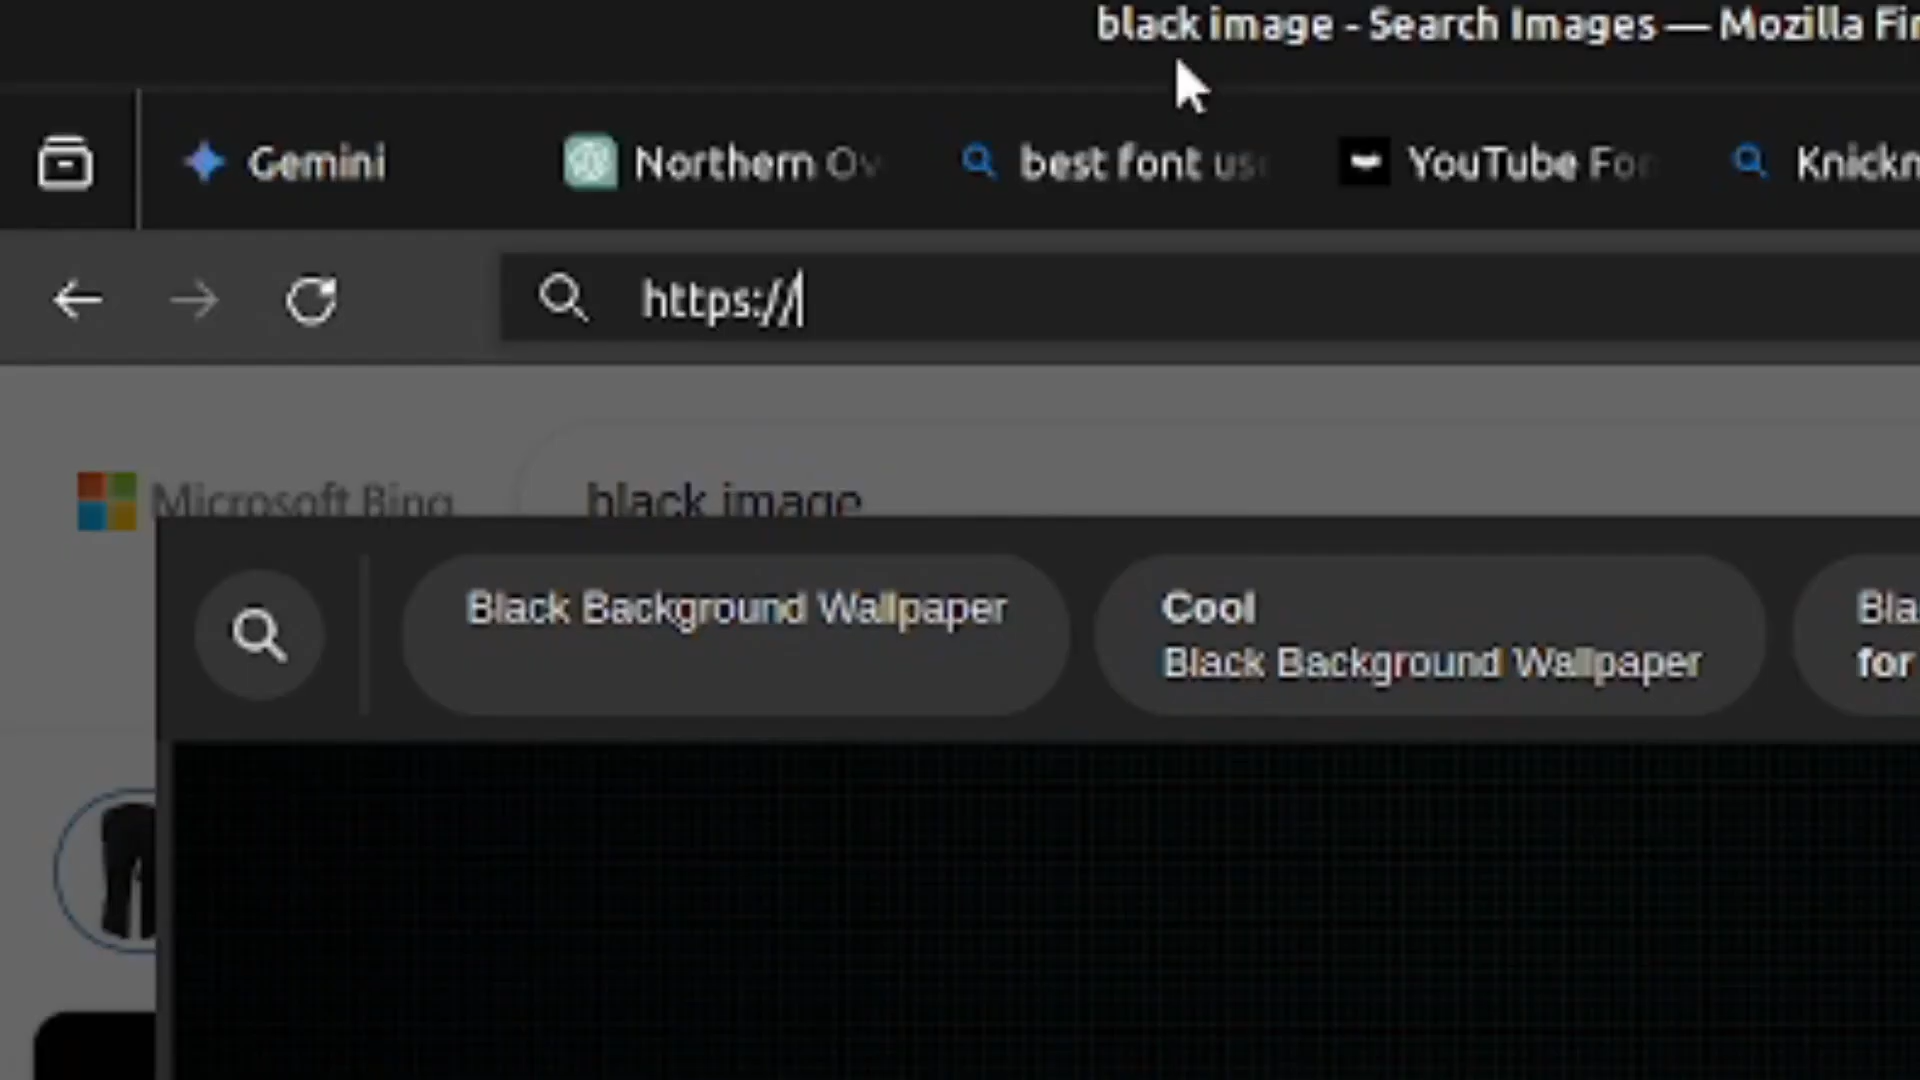 black image - Search Images — Mozilla
Gemini
Northern
best font
YouTube
https://
Microsoft Bing
black image
Black Background Wallpaper
Cool
Black Background Wallpaper
for